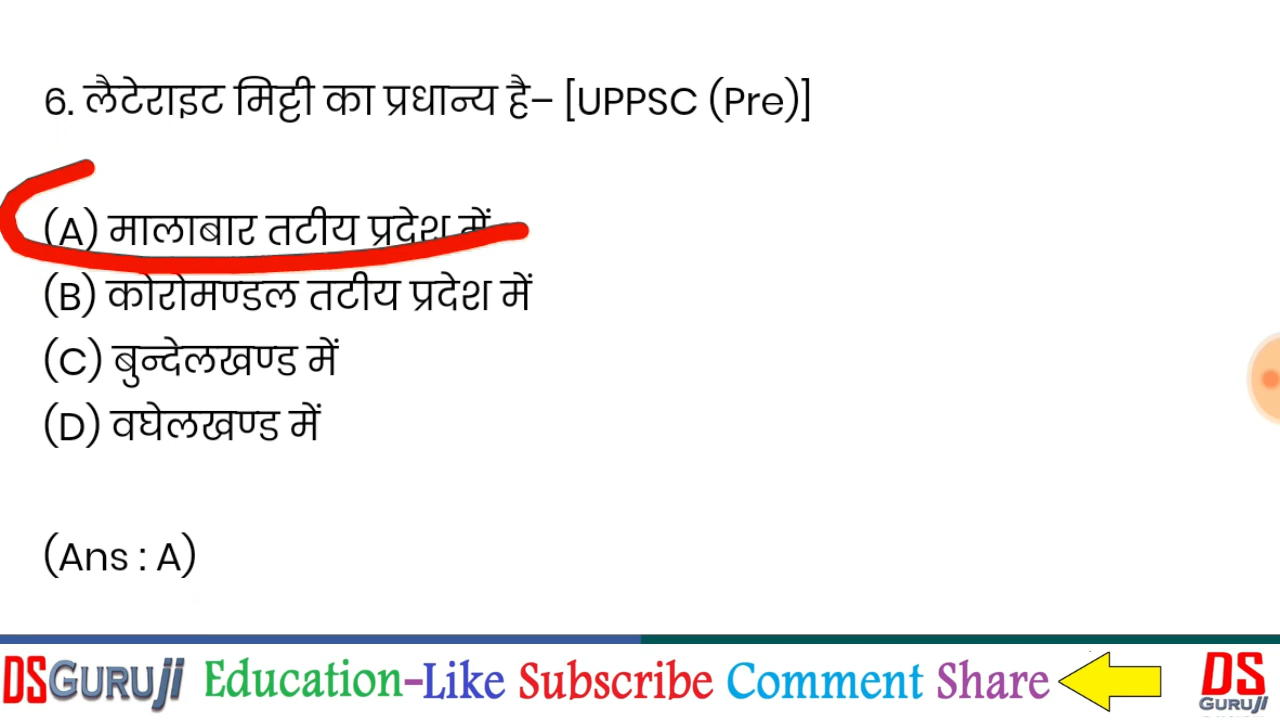 6. लैटेराइट मिट्टी का प्रधान्य है– [UPPSC (Pre)]
(A) मालाबार तटीय प्रदेश में
(B) कोरोमण्डल तटीय प्रदेश में
(C) बुन्देलखण्ड में
(D) वघेलखण्ड में
(Ans : A)
DSGURUji Education-Like Subscribe Comment Share DS
GURUJI